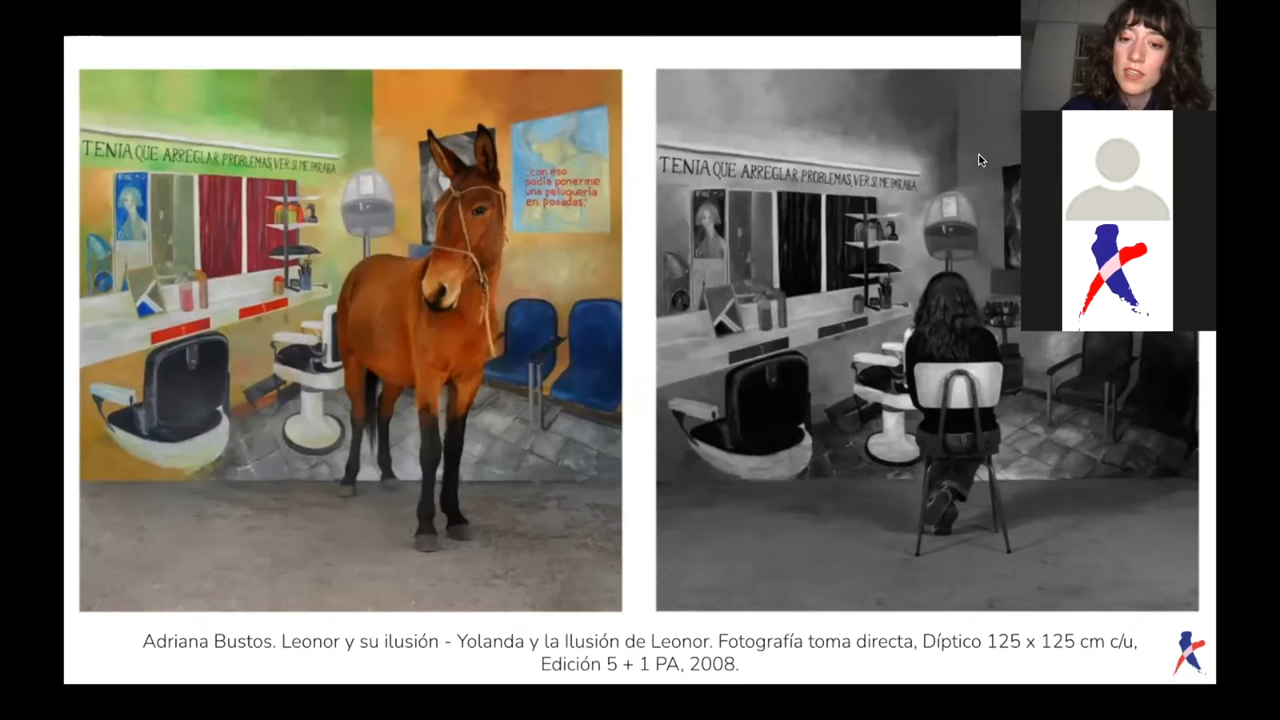 TENIA QUE ARREGLAR PROBLEMAS, VER SI ME PARABA
"con eso
podía ponerme
una peluquería
en posadas."
TENIA QUE ARREGLAR PROBLEMAS, VER SI ME PARABA
Adriana Bustos. Leonor y su ilusión - Yolanda y la Ilusión de Leonor. Fotografía toma directa, Díptico 125 x 125 cm c/u,
Edición 5 + 1 PA, 2008.